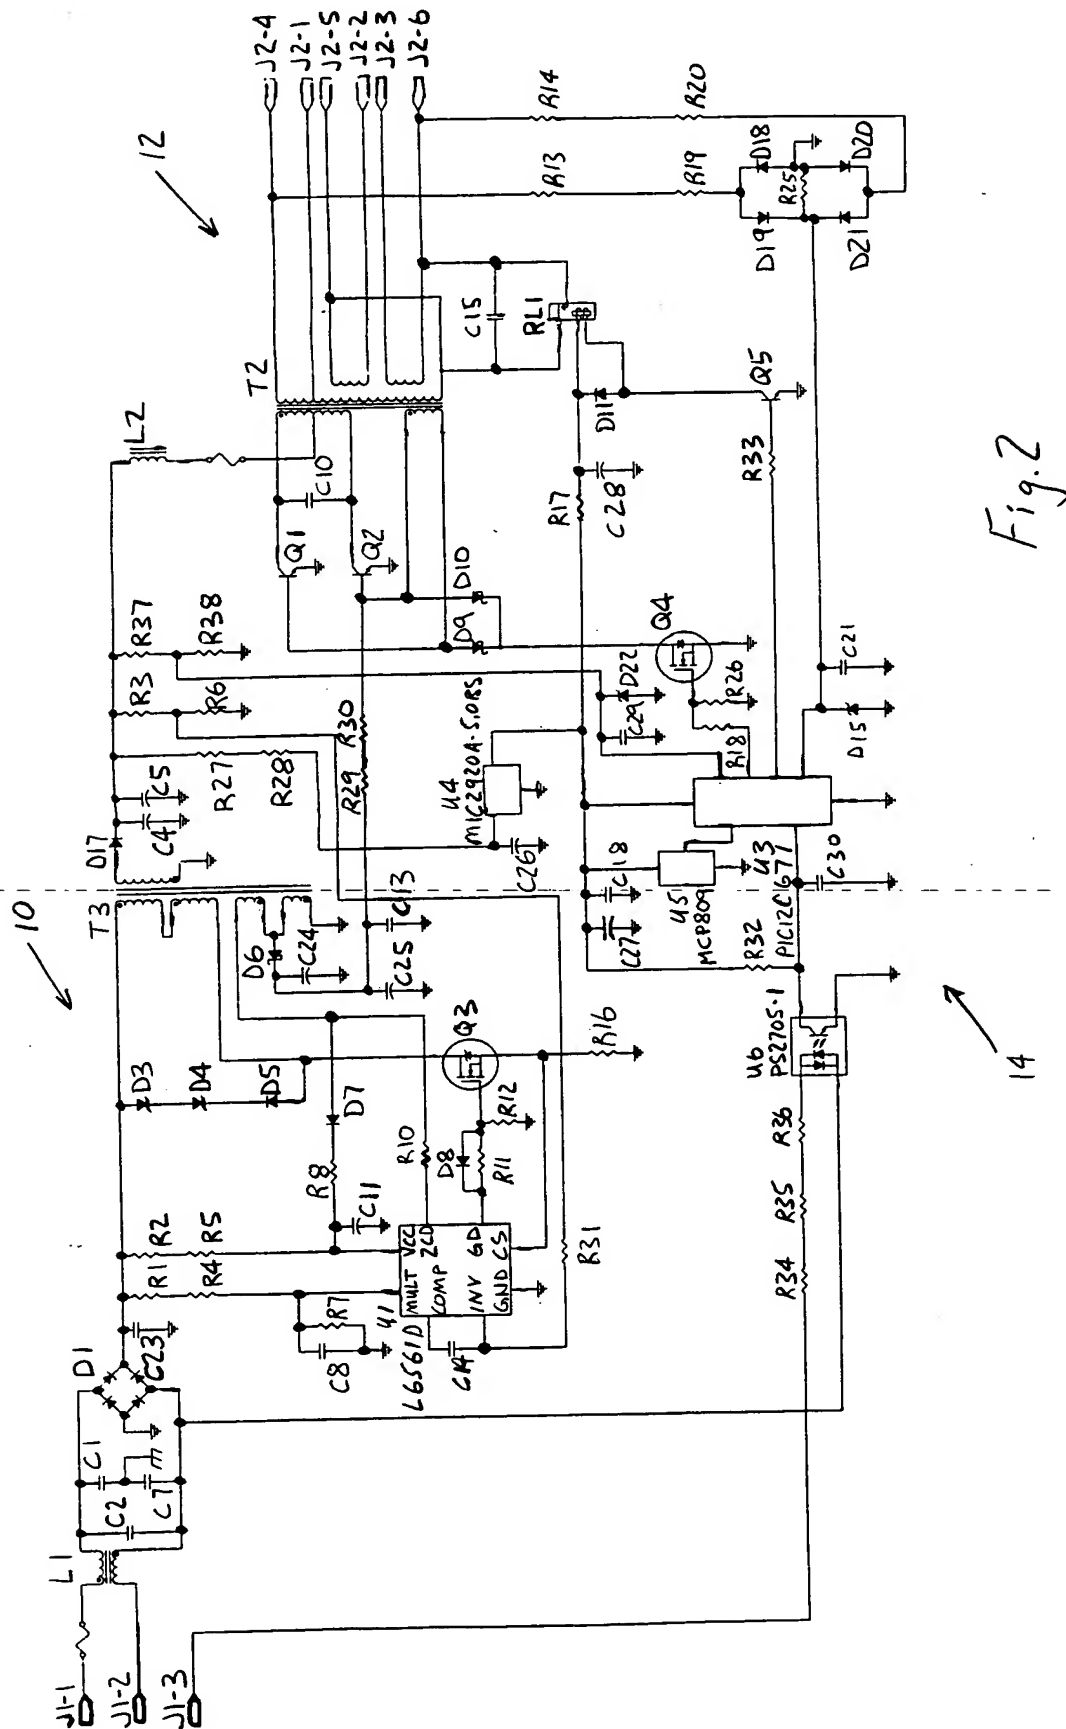 J1-1
J1-2
J1-3
L1
C2
C1
C7
D1
C23
R1
R2
R4
R5
C8
R7
U1
L6561D
MULT
VCC
ZCD
COMP
INV
GD
GND
CS
C14
C11
R8
D7
R10
D8
R11
R12
Q3
R16
R31
D3
D4
D5
10
T3
D6
C24
C25
C13
D17
C4
C5
R27
R28
R3
R6
R37
R38
R29
R30
L2
Q1
Q2
C10
T2
D9
D10
12
J2-4
J2-1
J2-5
J2-2
J2-3
J2-6
C15
RL1
D11
Q5
R33
R17
C28
R14
R20
R13
R19
D18
D19
R25
D20
D21
U4
MIC2920A-5.0BS
C26
C27
C18
U5
MCP809
U3
PIC12C671
C30
C29
D22
Q4
R26
R18
D15
C21
R32
U6
PS2705-1
R34
R35
R36
14
Fig.2